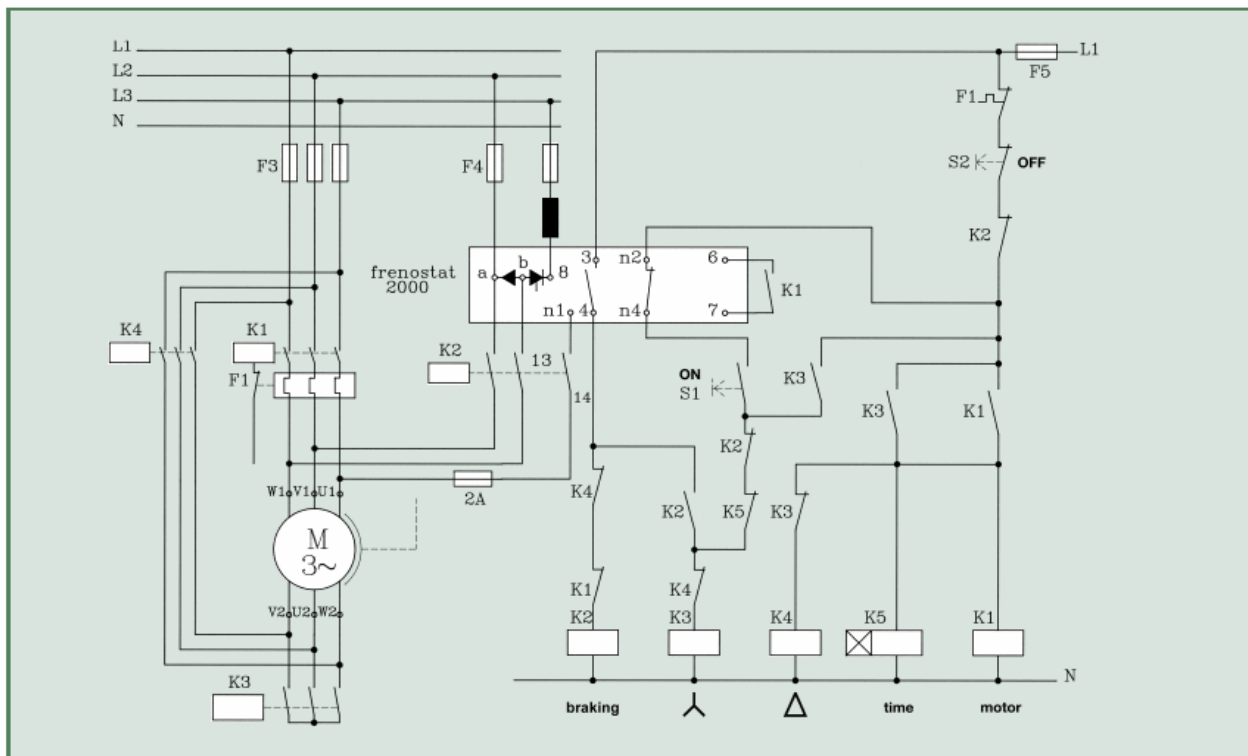 L1
L2
L3
N
L1
F5
F1
S2 OFF
F3
F4
K2
frenostat
2000
a b 8 3 n2 6
n1 4 n4 7
K1
K4
K1
F1
K2
13
14
ON
S1
K3
K3
K1
K2
2A
W1 V1 U1
K4
K2
K5
K3
M
3~
K1
K4
V2 U2 W2
K2
K3
K4
K5
K1
K3
N
braking
time
motor